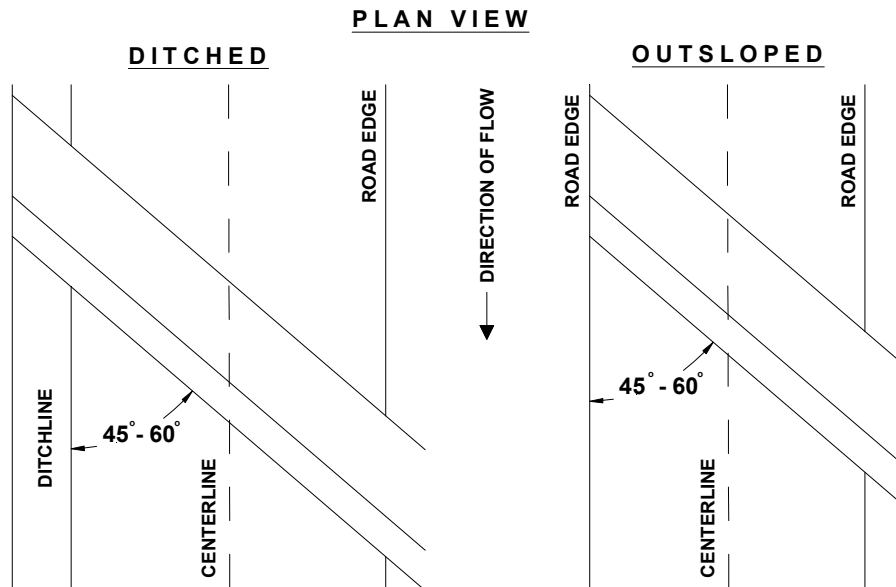 PLAN VIEW
DITCHED
OUTSLOPED
ROAD EDGE
DIRECTION OF FLOW
ROAD EDGE
ROAD EDGE
45° - 60°
45° - 60°
DITCHLINE
CENTERLINE
CENTERLINE